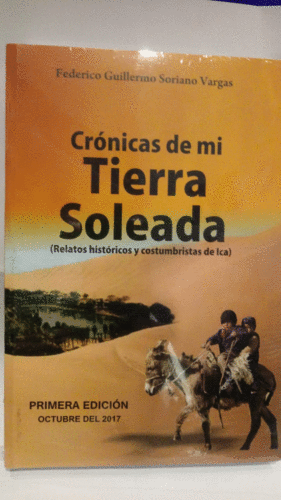 Federico Guillermo Soriano Vargas
Crónicas de mi
Tierra
Soleada
(Relatos históricos y costumbristas de Ica)
PRIMERA EDICIÓN
OCTUBRE DEL 2017